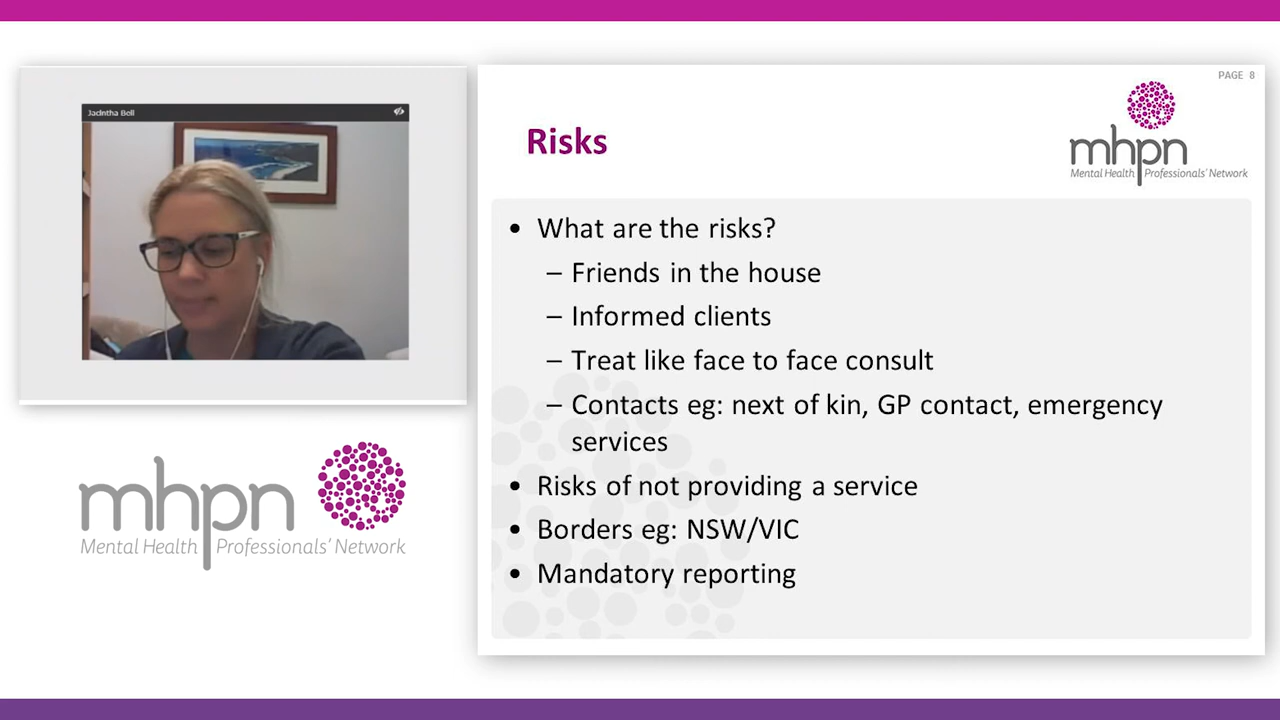 Jacintha Bell
mhpn
Mental Health Professionals' Network
PAGE 8
mhpn
Mental Health Professionals' Network
Risks
• What are the risks?
– Friends in the house
– Informed clients
– Treat like face to face consult
– Contacts eg: next of kin, GP contact, emergency
services
• Risks of not providing a service
• Borders eg: NSW/VIC
• Mandatory reporting